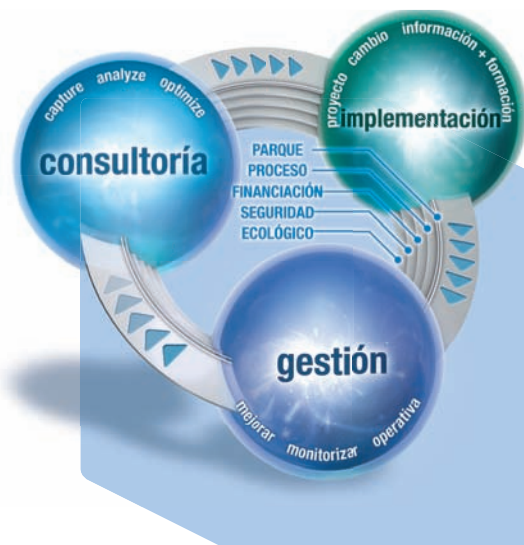 capture analyze optimize
consultoría
proyecto cambio información + formación
implementación
PARQUE
PROCESO
FINANCIACIÓN
SEGURIDAD
ECOLÓGICO
gestión
mejorar monitorizar operativa